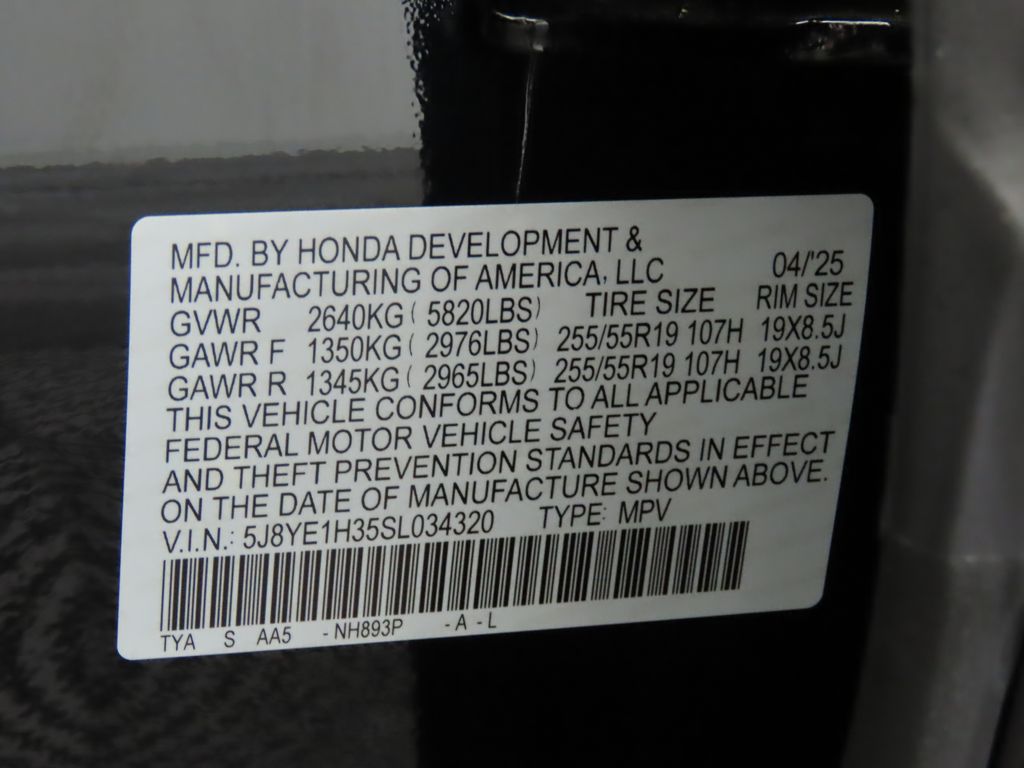 MFD. BY HONDA DEVELOPMENT &
MANUFACTURING OF AMERICA, LLC 04/'25
GVWR 2640KG ( 5820LBS) TIRE SIZE RIM SIZE
GAWR F 1350KG ( 2976LBS) 255/55R19 107H 19X8.5J
GAWR R 1345KG ( 2965LBS) 255/55R19 107H 19X8.5J
THIS VEHICLE CONFORMS TO ALL APPLICABLE
FEDERAL MOTOR VEHICLE SAFETY
AND THEFT PREVENTION STANDARDS IN EFFECT
ON THE DATE OF MANUFACTURE SHOWN ABOVE.
V.I.N.: 5J8YE1H35SL034320 TYPE: MPV
TYA S AA5 - NH893P - A - L